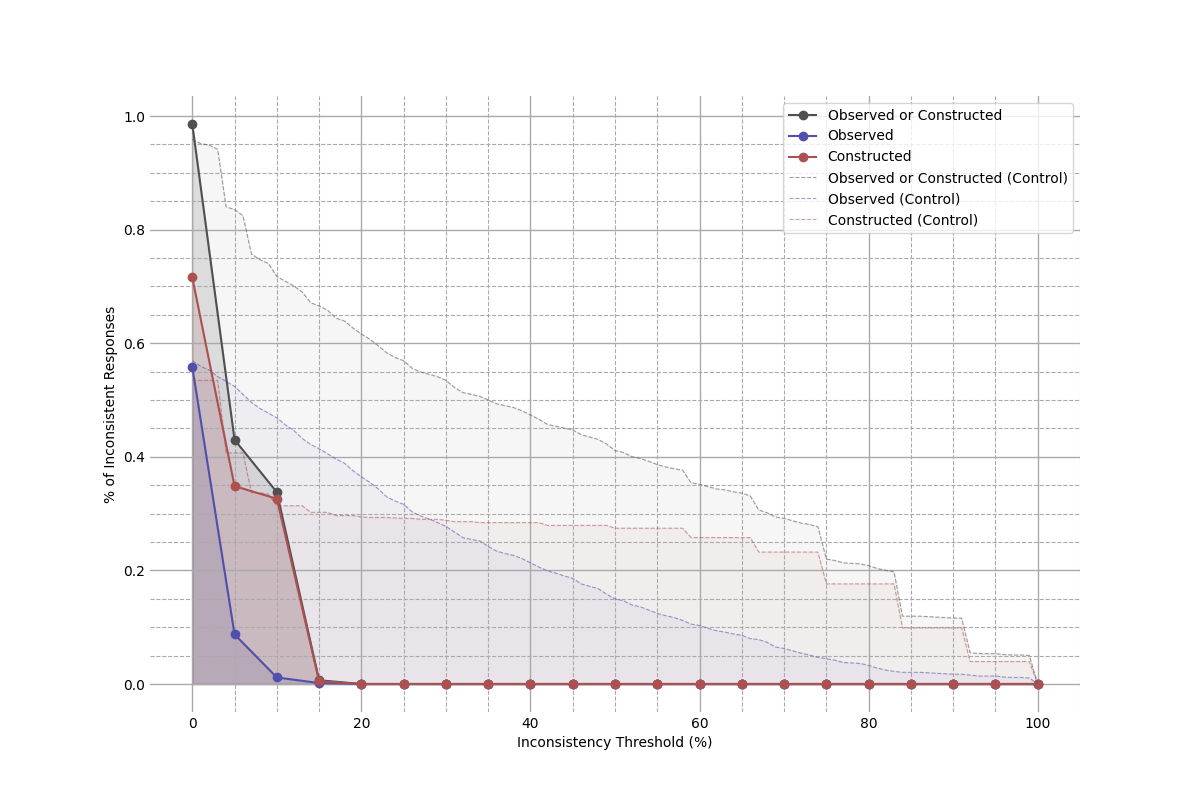 1.0
0.8
0.6
0.4
0.2
0.0
% of Inconsistent Responses
0
20
40
60
80
100
Inconsistency Threshold (%)
Observed or Constructed
Observed
Constructed
Observed or Constructed (Control)
Observed (Control)
Constructed (Control)